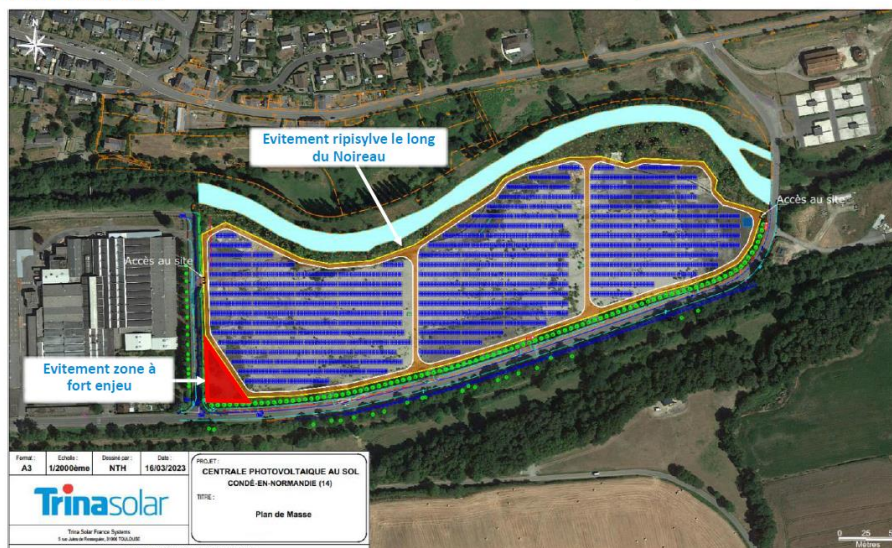 Evitement ripisylve le long
du Noireau
Accès au site
Accès au site
Evitement zone à
fort enjeu
Format :
A3
Echelle :
1/2000ème
Dessiné par :
NTH
Date :
16/03/2023
PROJET :
CENTRALE PHOTOVOLTAIQUE AU SOL
CONDÉ-EN-NORMANDIE (14)
TITRE :
Plan de Masse
Trinasolar
Trina Solar France Systems
31300 TOULOUSE
0 25
Mètres